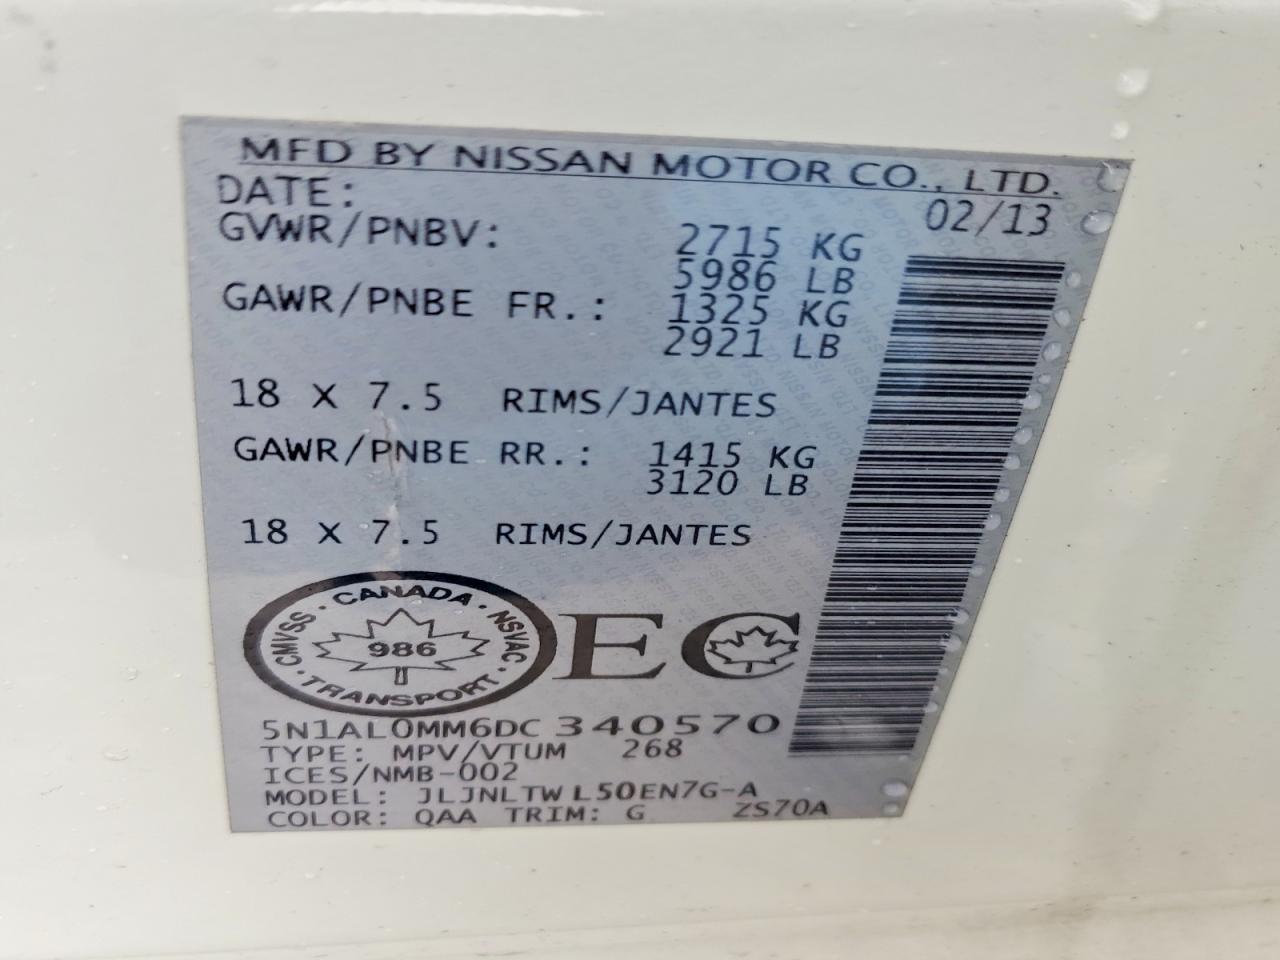 MFD BY NISSAN MOTOR CO., LTD.
DATE: 02/13
GVWR/PNBV: 2715 KG
5986 LB
GAWR/PNBE FR.: 1325 KG
2921 LB
18 X 7.5 RIMS/JANTES
GAWR/PNBE RR.: 1415 KG
3120 LB
18 X 7.5 RIMS/JANTES
CANADA · NSVAC · TRANSPORT · CMVSS ·
986
EC
5N1AL0MM6DC340570
TYPE: MPV/VTUM 268
ICES/NMB-002
MODEL: JLJNLTW L50EN7G-A
COLOR: QAA TRIM: G ZS70A